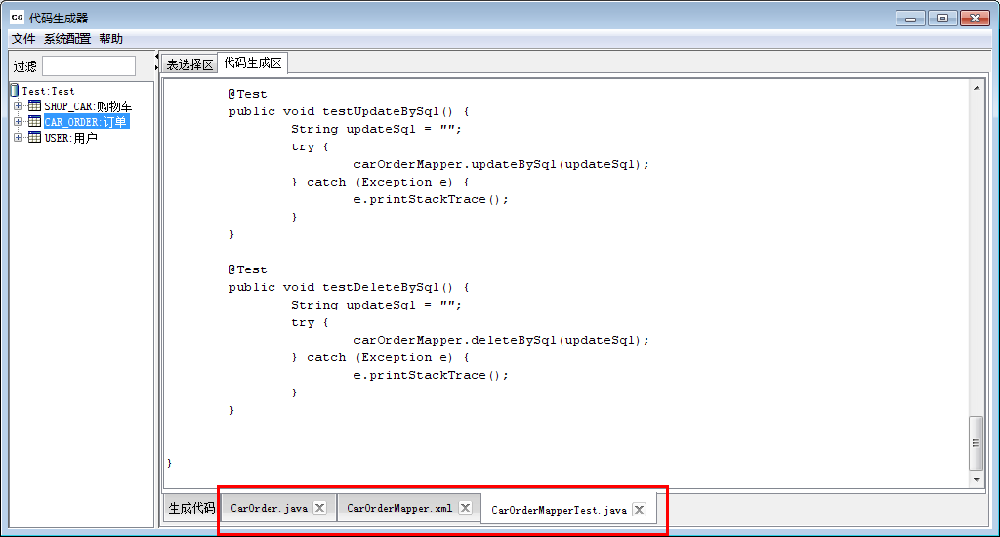 CG 代码生成器
文件 系统配置 帮助
过滤
Test:Test
SHOP_CAR:购物车
CAR_ORDER:订单
USER:用户
表选择区 代码生成区
@Test
public void testUpdateBySql() {
String updateSql = "";
try {
carOrderMapper.updateBySql(updateSql);
} catch (Exception e) {
e.printStackTrace();
}
}
@Test
public void testDeleteBySql() {
String updateSql = "";
try {
carOrderMapper.deleteBySql(updateSql);
} catch (Exception e) {
e.printStackTrace();
}
}
}
生成代码 CarOrder.java CarOrderMapper.xml CarOrderMapperTest.java